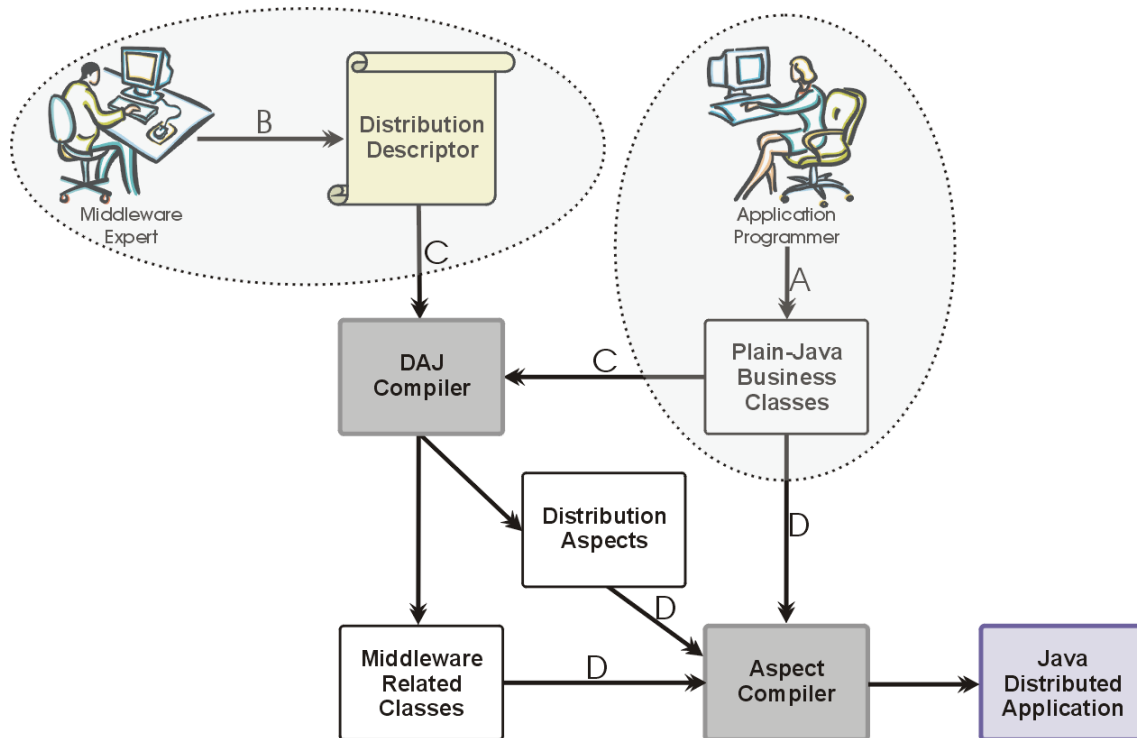 B
Distribution
Descriptor
Middleware
Expert
Application
Programmer
C
A
DAJ
Compiler
C
Plain-Java
Business
Classes
Distribution
Aspects
D
D
Middleware
Related
Classes
D
Aspect
Compiler
Java
Distributed
Application